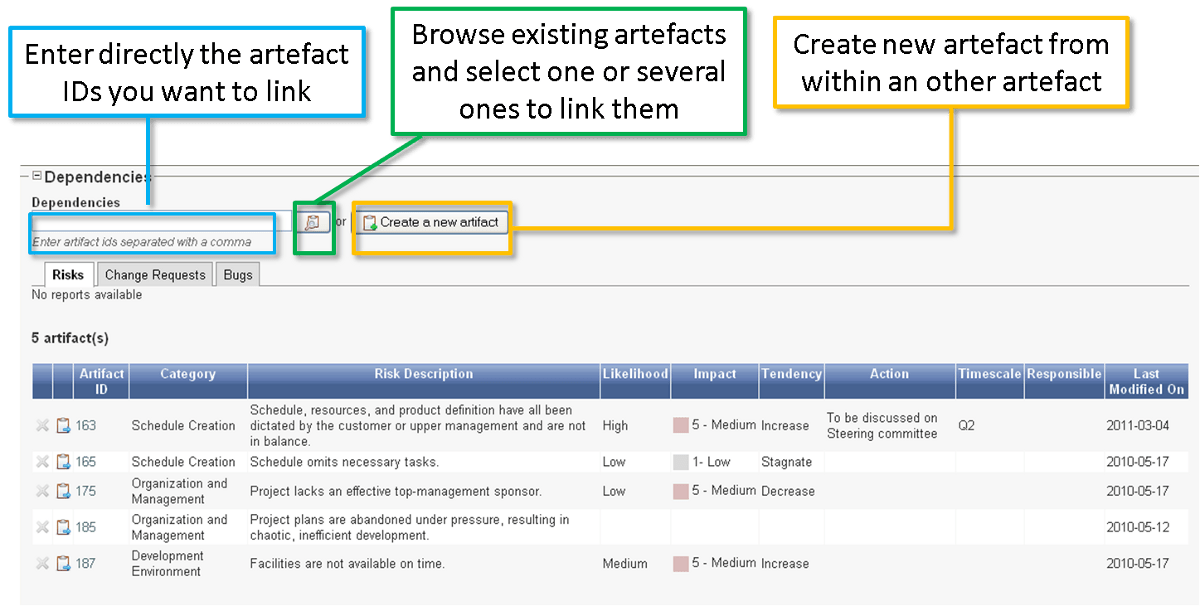 Enter directly the artefact
IDs you want to link
Browse existing artefacts
and select one or several
ones to link them
Create new artefact from
within an other artefact
Dependencies
Dependencies
or
Create a new artifact
Enter artifact ids separated with a comma
Risks Change Requests Bugs
No reports available
5 artifact(s)
Artifact ID Category Risk Description Likelihood Impact Tendency Action Timescale Responsible Last Modified On
163 Schedule Creation Schedule, resources, and product definition have all been dictated by the customer or upper management and are not in balance. High 5 - Medium Increase To be discussed on Steering committee Q2 2011-03-04
165 Schedule Creation Schedule omits necessary tasks. Low 1- Low Stagnate 2010-05-17
175 Organization and Management Project lacks an effective top-management sponsor. Low 5 - Medium Decrease 2010-05-17
185 Organization and Management Project plans are abandoned under pressure, resulting in chaotic, inefficient development. 2010-05-12
187 Development Environment Facilities are not available on time. Medium 5 - Medium Increase 2010-05-17